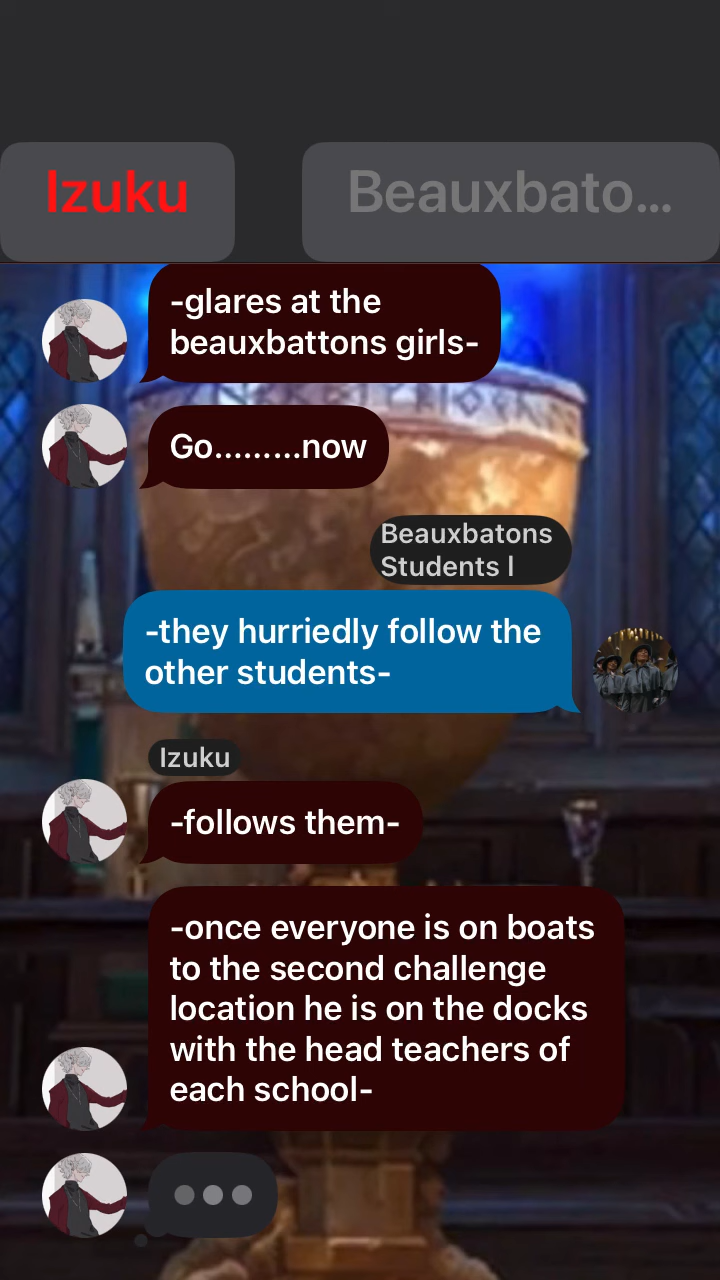 Izuku
Beauxbato...
-glares at the
beauxbattons girls-
Go.........now
Beauxbatons
Students l
-they hurriedly follow the
other students-
Izuku
-follows them-
-once everyone is on boats
to the second challenge
location he is on the docks
with the head teachers of
each school-